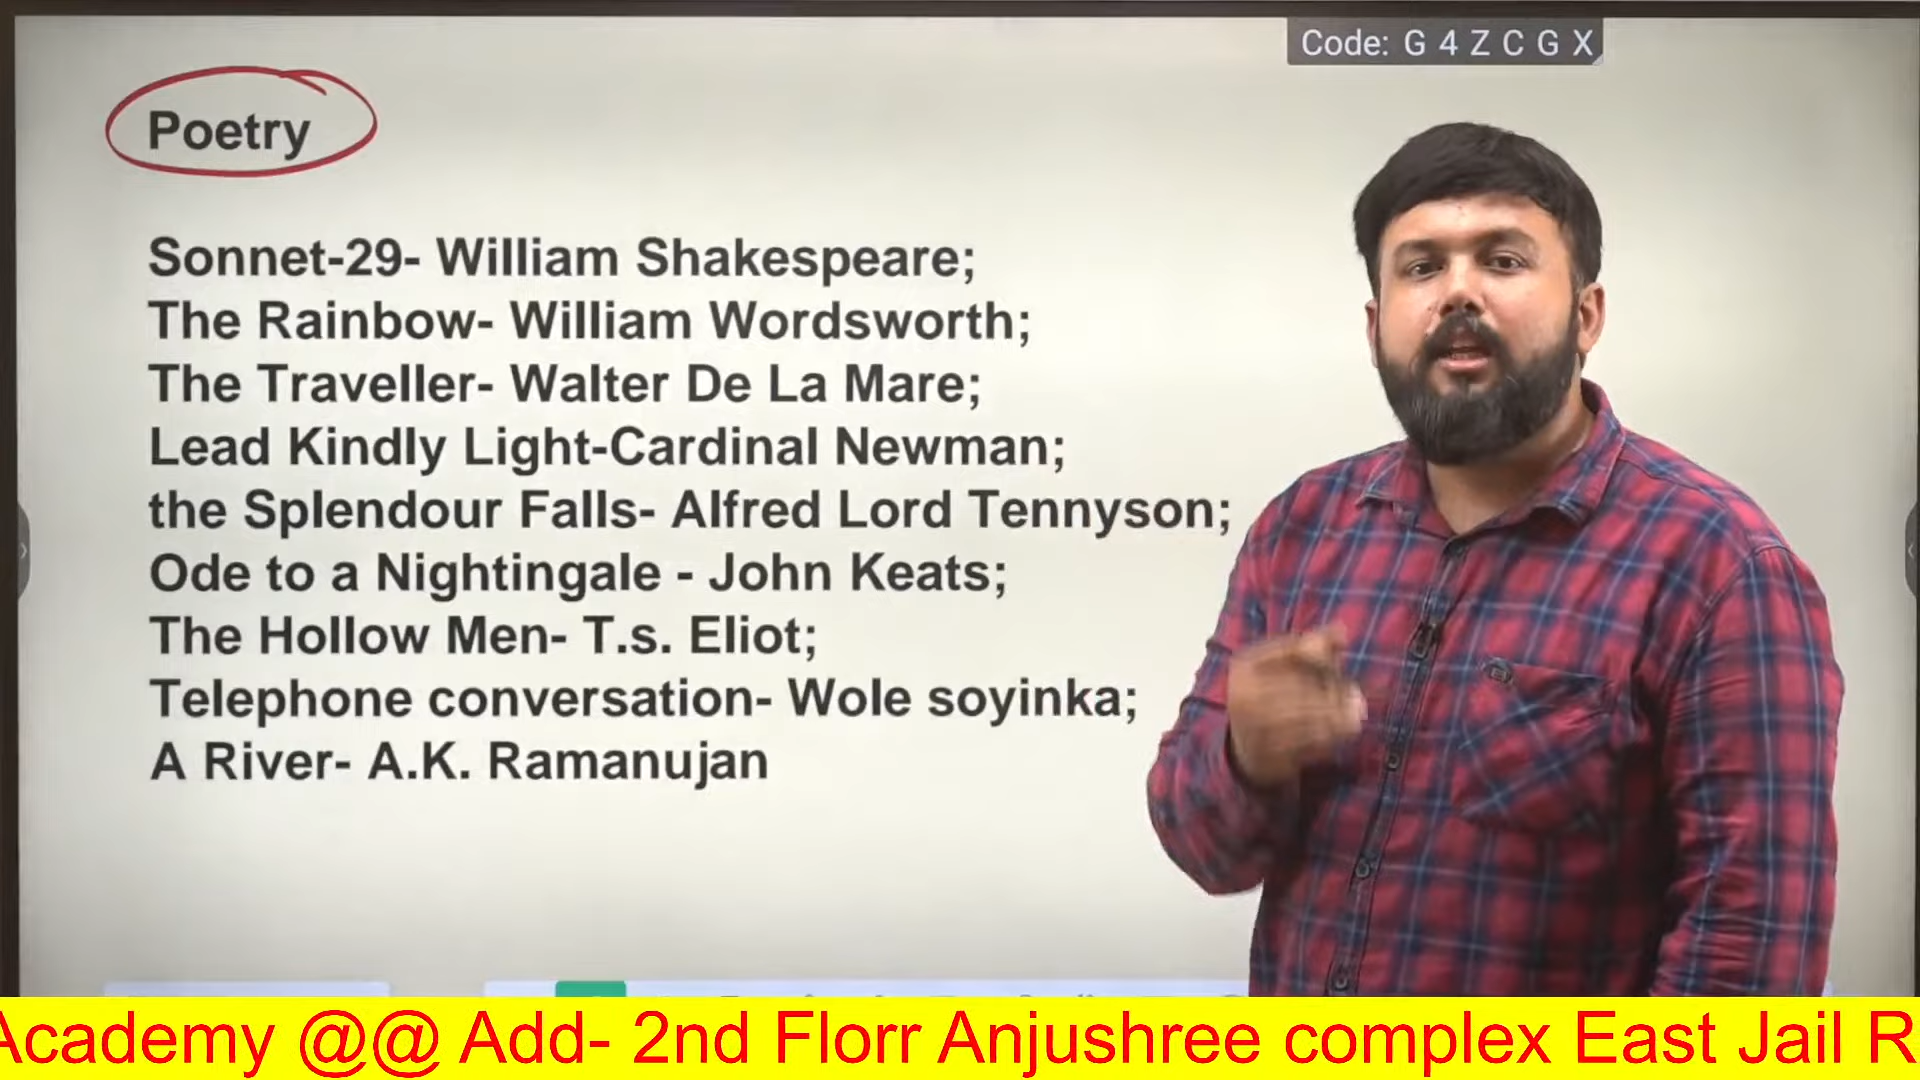 Code: G 4 Z C G X
Poetry
Sonnet-29- William Shakespeare;
The Rainbow- William Wordsworth;
The Traveller- Walter De La Mare;
Lead Kindly Light-Cardinal Newman;
the Splendour Falls- Alfred Lord Tennyson;
Ode to a Nightingale - John Keats;
The Hollow Men- T.s. Eliot;
Telephone conversation- Wole soyinka;
A River- A.K. Ramanujan
Academy @@ Add- 2nd Florr Anjushree complex East Jail R